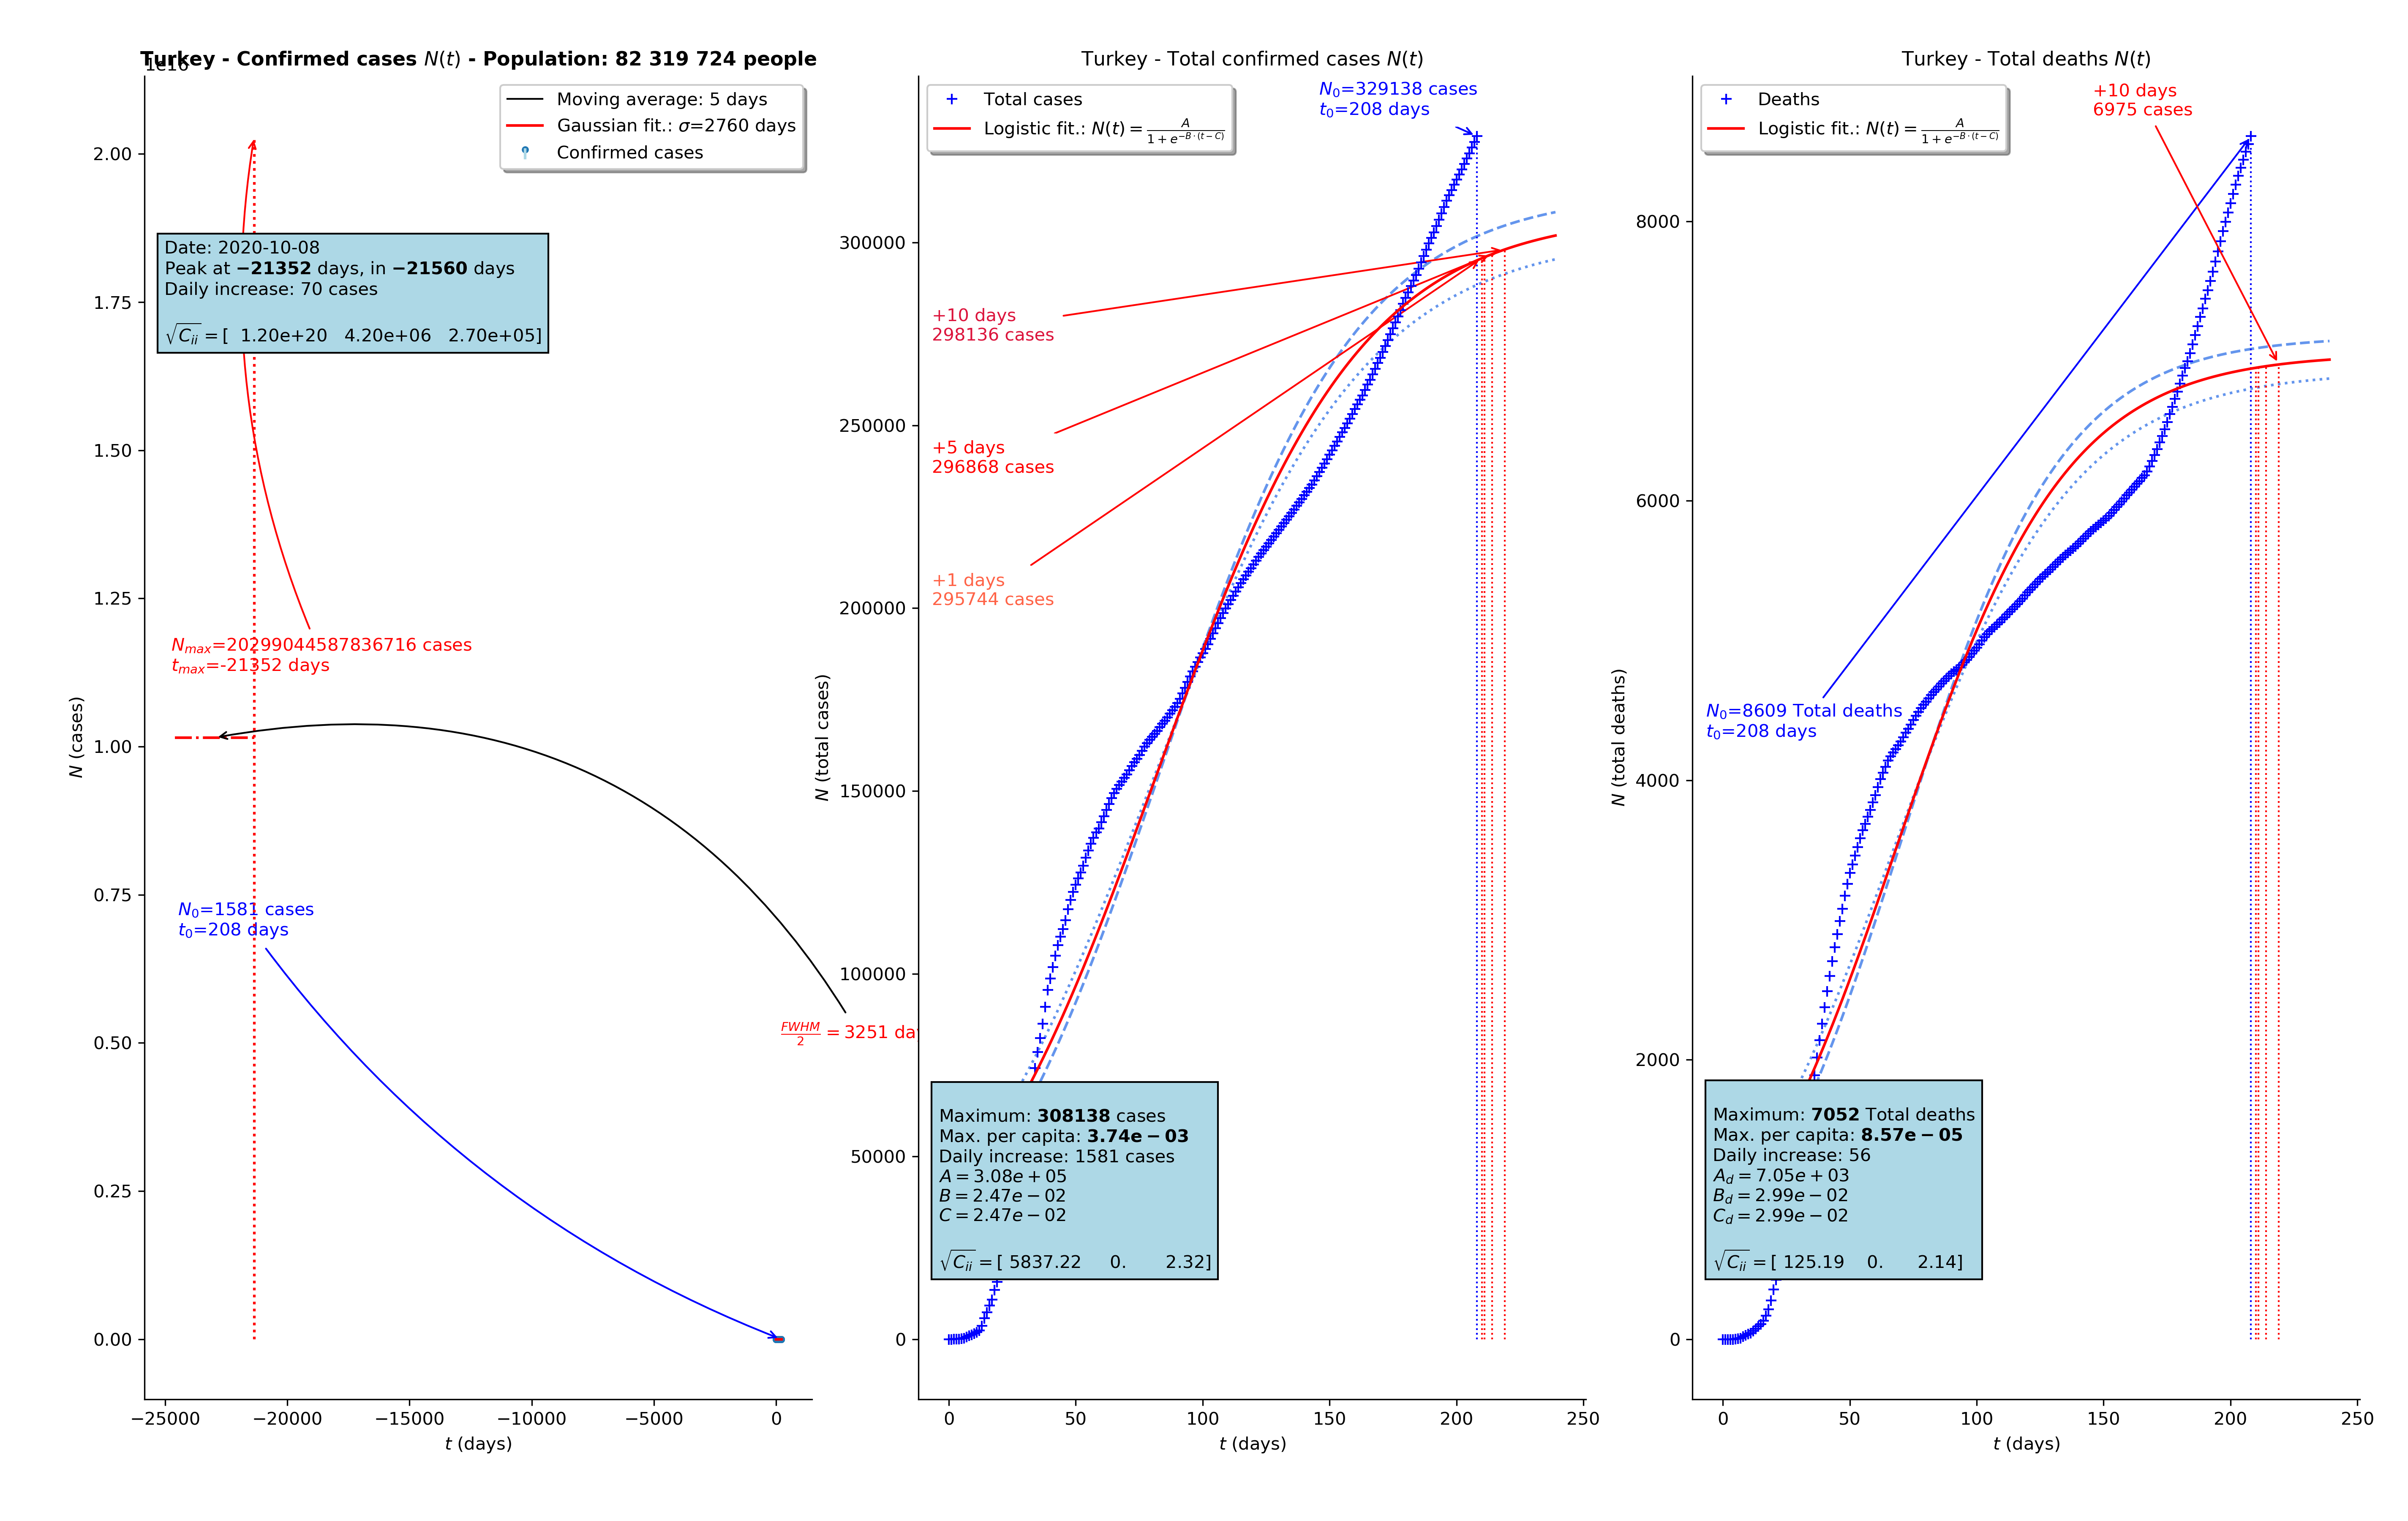 Turkey - Confirmed cases N(t) - Population: 82 319 724 people
1e16
Moving average: 5 days
Gaussian fit.: σ=2760 days
Confirmed cases
Date: 2020-10-08
Peak at −21352 days, in −21560 days
Daily increase: 70 cases
√C_ii = [ 1.20e+20 4.20e+06 2.70e+05]
N_max=20299044587836716 cases
t_max=-21352 days
N_0=1581 cases
t_0=208 days
FWHM/2 = 3251 da
2.00
1.75
1.50
1.25
1.00
0.75
0.50
0.25
0.00
N (cases)
−25000 −20000 −15000 −10000 −5000 0
t (days)
Turkey - Total confirmed cases N(t)
Total cases
Logistic fit.: N(t) = A/(1 + e^{−B·(t−C)})
N_0=329138 cases
t_0=208 days
+10 days
298136 cases
+5 days
296868 cases
+1 days
295744 cases
Maximum: 308138 cases
Max. per capita: 3.74e − 03
Daily increase: 1581 cases
A = 3.08e + 05
B = 2.47e − 02
C = 2.47e − 02
√C_ii = [ 5837.22 0. 2.32]
300000
250000
200000
150000
100000
50000
0
N (total cases)
0 50 100 150 200 250
t (days)
Turkey - Total deaths N(t)
Deaths
Logistic fit.: N(t) = A/(1 + e^{−B·(t−C)})
+10 days
6975 cases
N_0=8609 Total deaths
t_0=208 days
Maximum: 7052 Total deaths
Max. per capita: 8.57e − 05
Daily increase: 56
A_d = 7.05e + 03
B_d = 2.99e − 02
C_d = 2.99e − 02
√C_ii = [ 125.19 0. 2.14]
8000
6000
4000
2000
0
N (total deaths)
0 50 100 150 200 250
t (days)